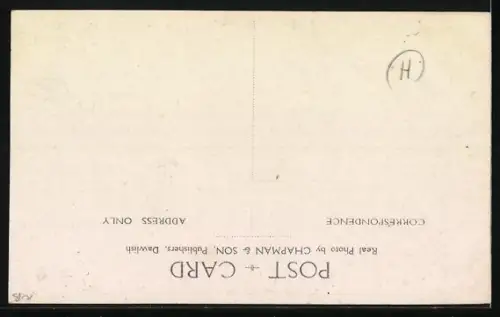 POST CARD
Real Photo by CHAPMAN & SON, Publishers, Dawlish
CORRESPONDENCE
ADDRESS ONLY
H